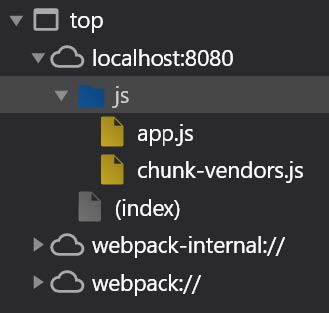 top
localhost:8080
js
app.js
chunk-vendors.js
(index)
webpack-internal://
webpack://